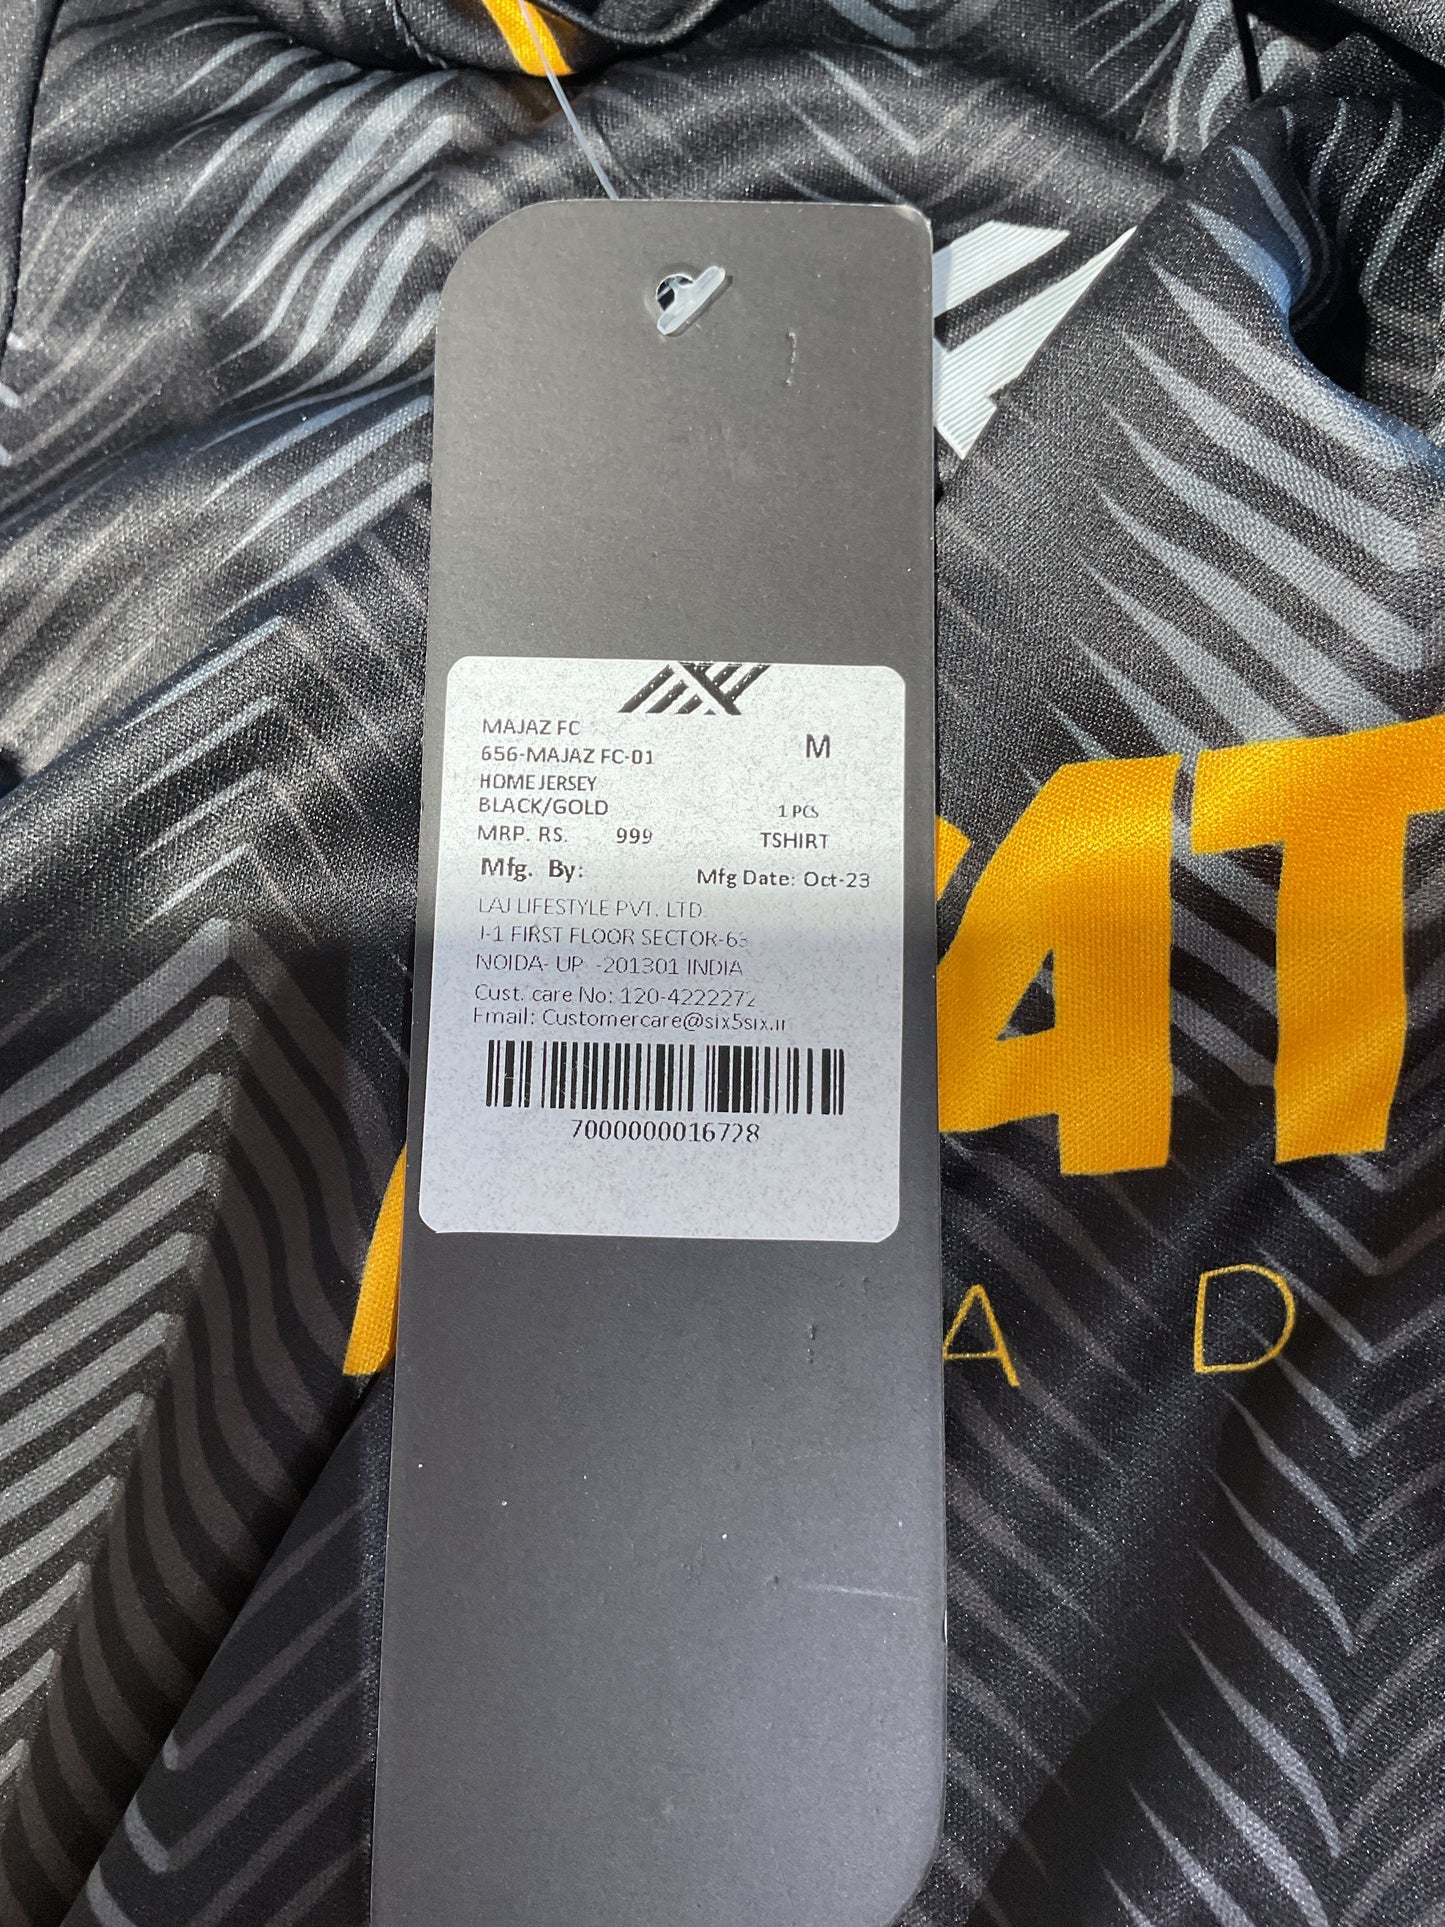 MAJAZ FC
656-MAJAZ FC-01 M
HOME JERSEY
BLACK/GOLD 1 PCS
MRP. RS. 999 TSHIRT
Mfg. By: Mfg Date: Oct-23
LAJ LIFESTYLE PVT. LTD
J-1 FIRST FLOOR SECTOR-63
NOIDA- UP -201301 INDIA
Cust. care No: 120-4222272
Email: Customercare@six5six.in
7000000016728
AT
A D